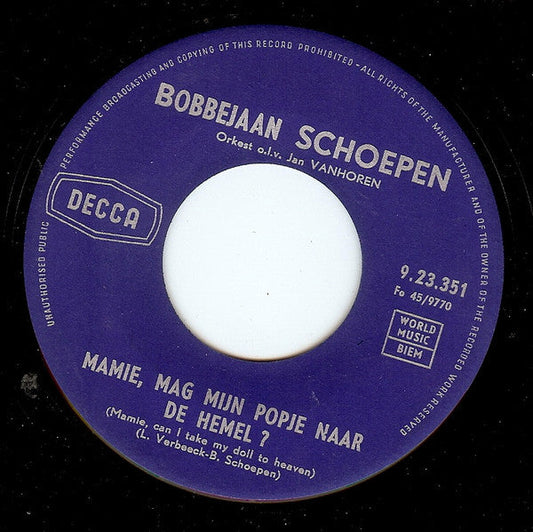 UNAUTHORISED PUBLIC PERFORMANCE BROADCASTING AND COPYING OF THIS RECORD PROHIBITED - ALL RIGHTS OF THE MANUFACTURER AND OF THE OWNER OF THE RECORDED WORK RESERVED
BOBBEJAAN SCHOEPEN
Orkest o.l.v. Jan VANHOREN
DECCA
9.23.351
Fo 45/9770
WORLD
MUSIC
BIEM
MAMIE, MAG MIJN POPJE NAAR
DE HEMEL ?
(Mamie, can I take my doll to heaven)
(L. Verbeeck-B. Schoepen)